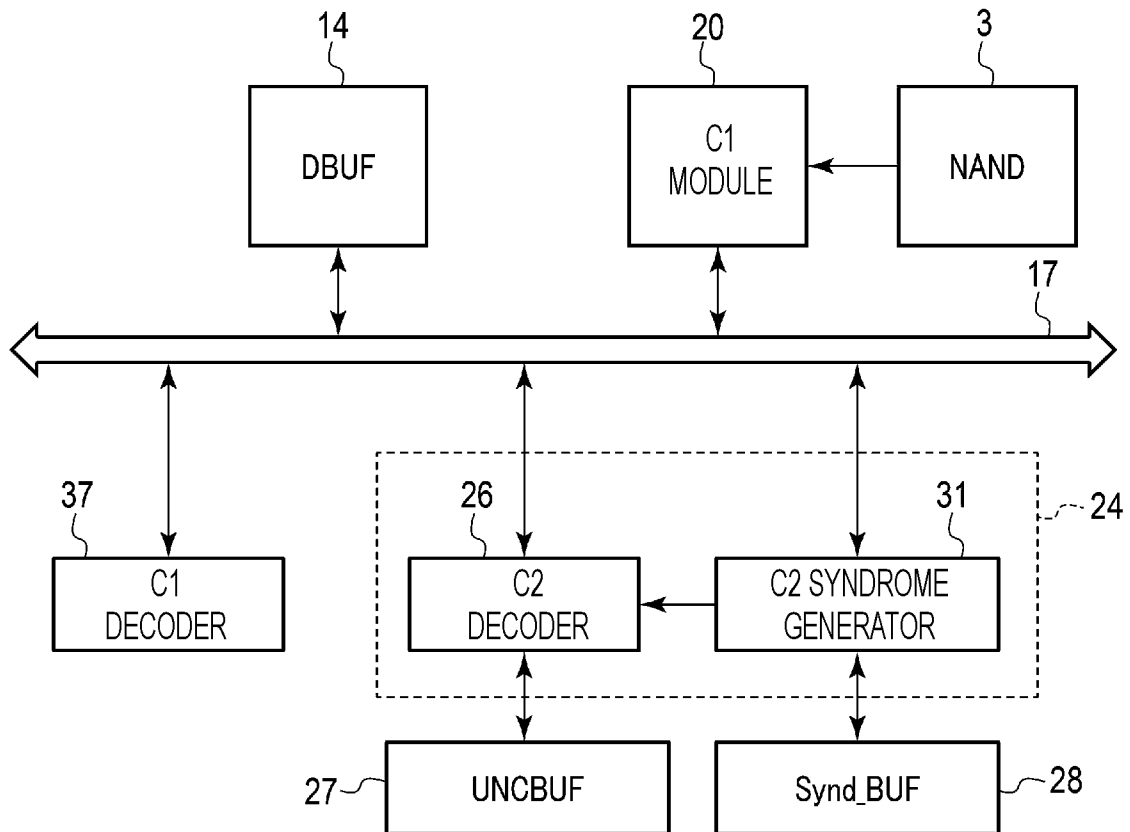 14
20
3
DBUF
C1
MODULE
NAND
17
37
26
31
24
C1
DECODER
C2
DECODER
C2 SYNDROME
GENERATOR
27
UNCBUF
Synd_BUF
28